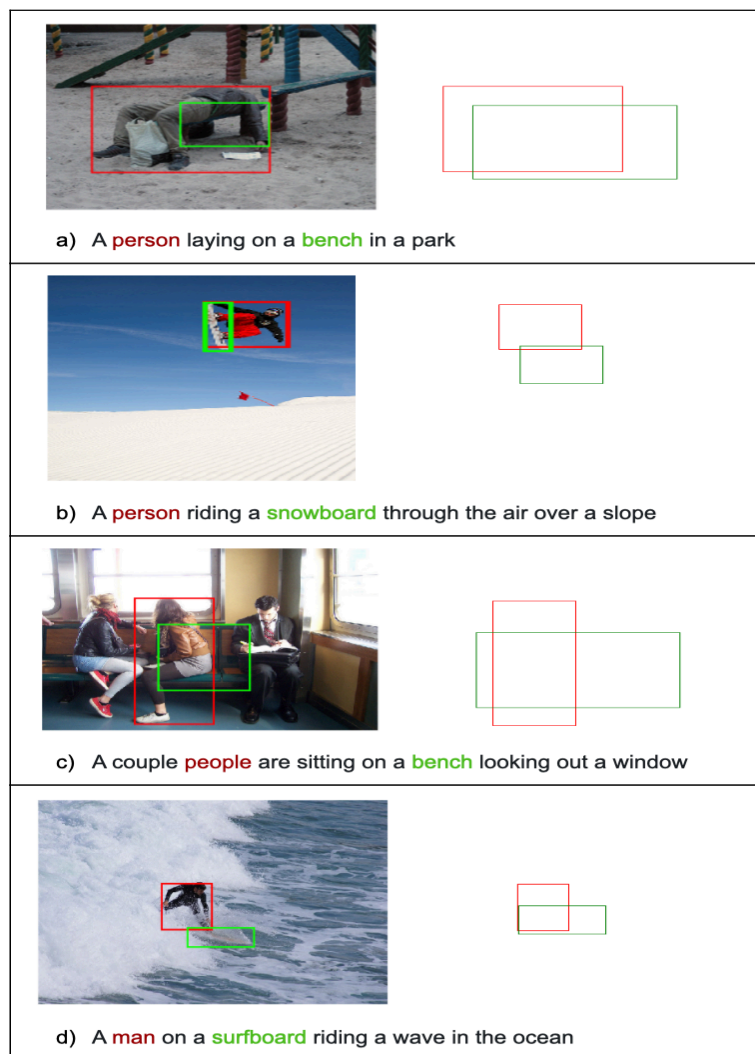 a) A person laying on a bench in a park
b) A person riding a snowboard through the air over a slope
c) A couple people are sitting on a bench looking out a window
d) A man on a surfboard riding a wave in the ocean